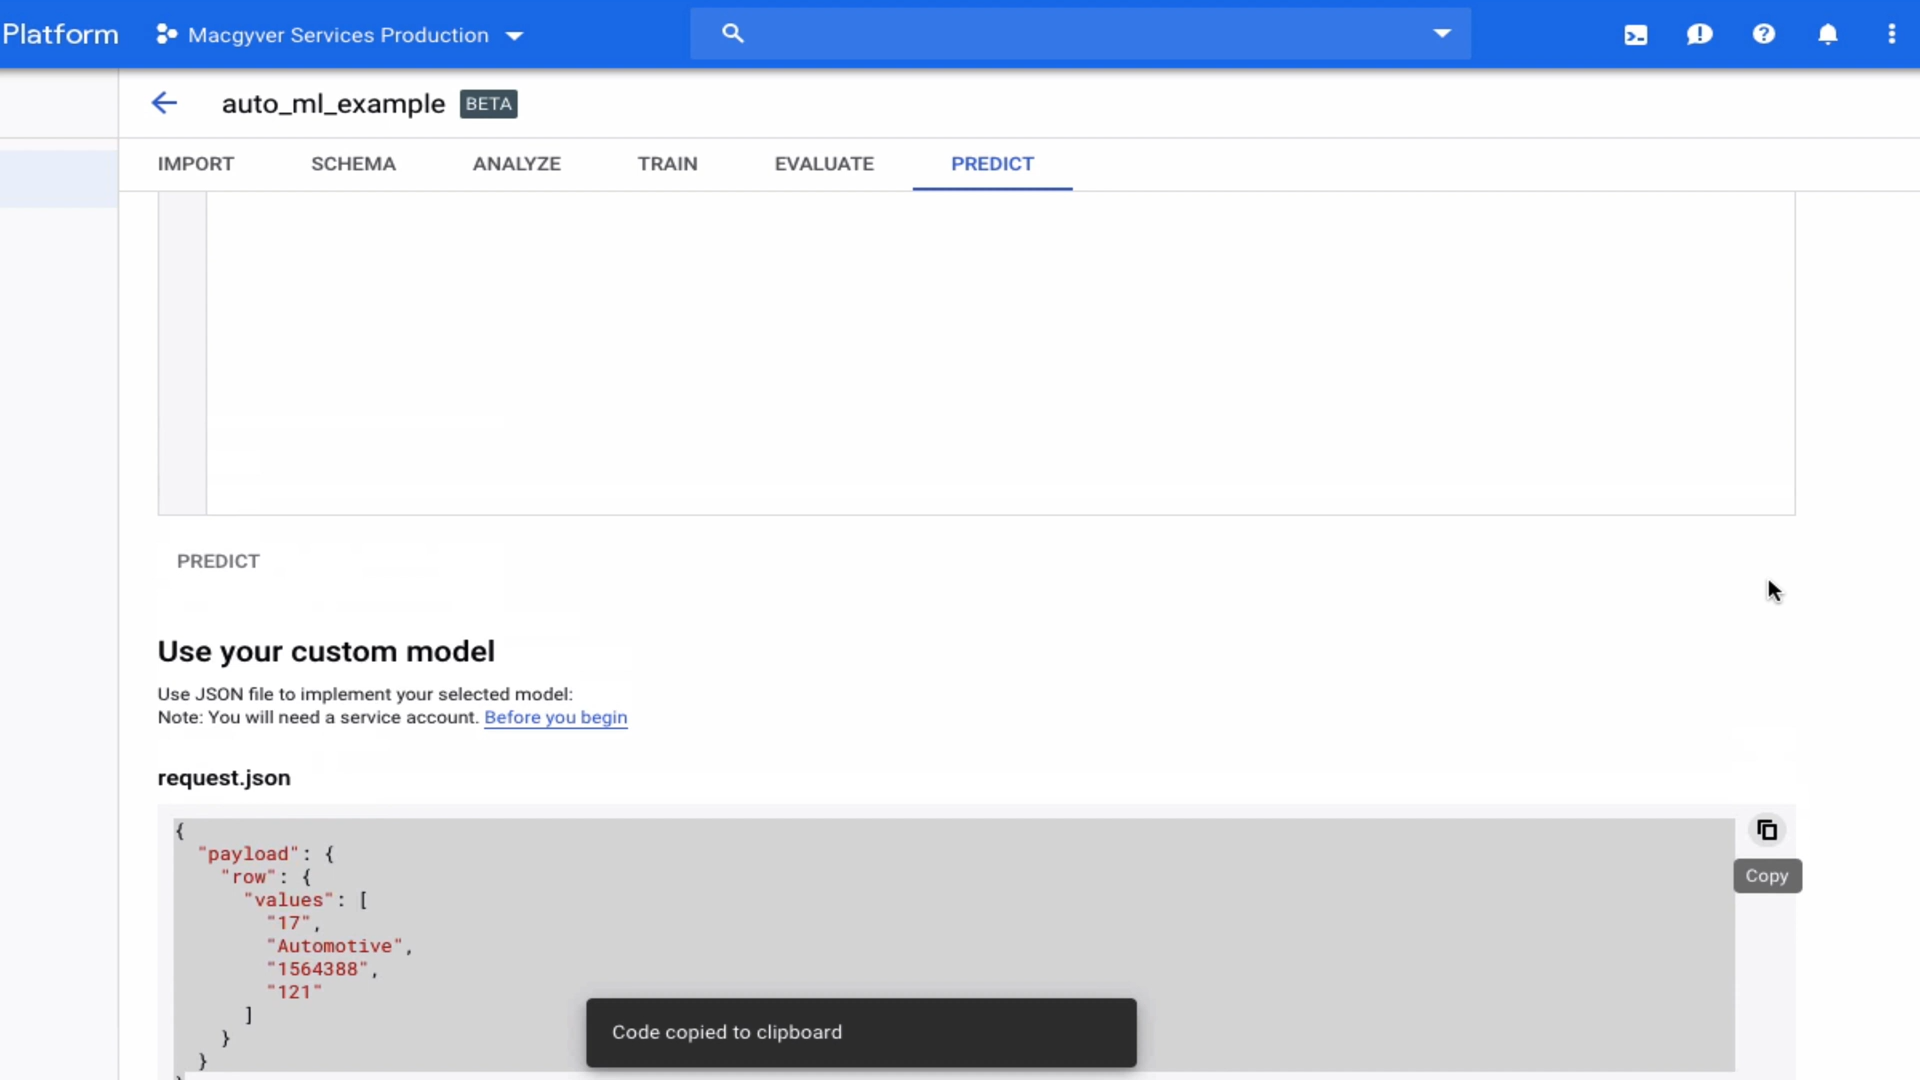 Platform
Macgyver Services Production
auto_ml_example BETA
IMPORT SCHEMA ANALYZE TRAIN EVALUATE PREDICT
PREDICT
Use your custom model
Use JSON file to implement your selected model:
Note: You will need a service account. Before you begin
request.json
{
"payload": {
"row": {
"values": [
"17",
"Automotive",
"1564388",
"121"
]
}
}
Copy
Code copied to clipboard